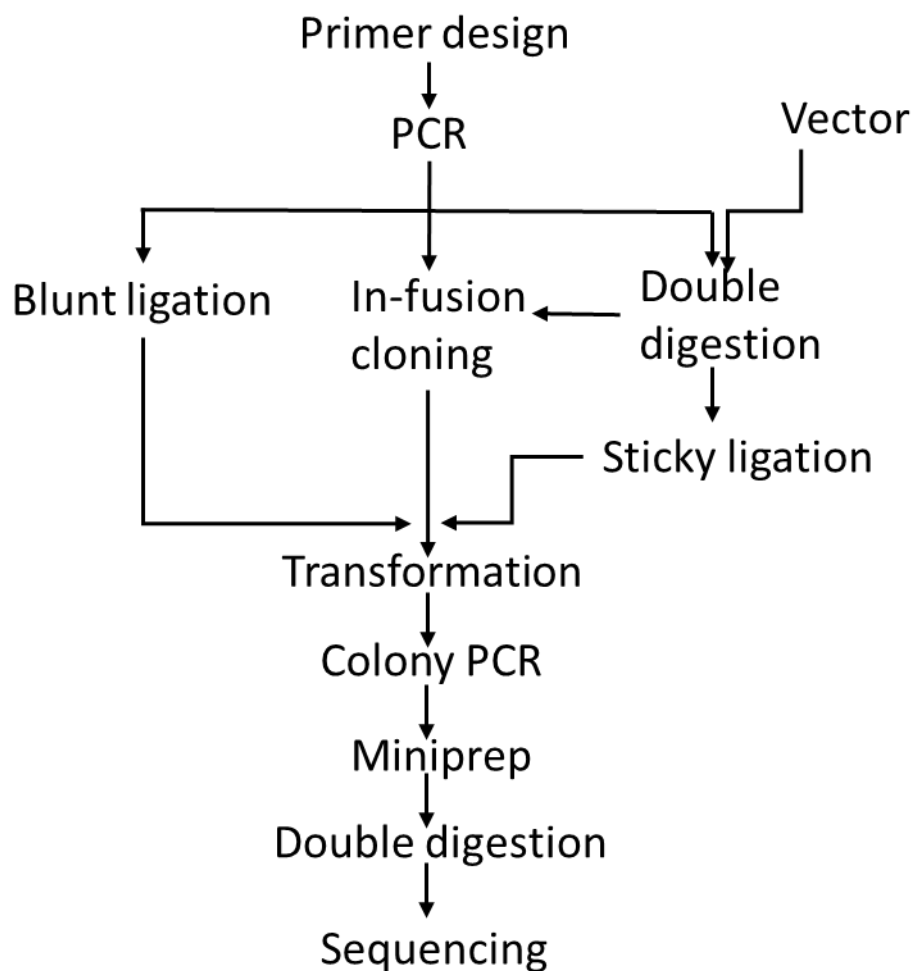 Primer design
PCR
Vector
Blunt ligation
In-fusion
cloning
Double
digestion
Sticky ligation
Transformation
Colony PCR
Miniprep
Double digestion
Sequencing